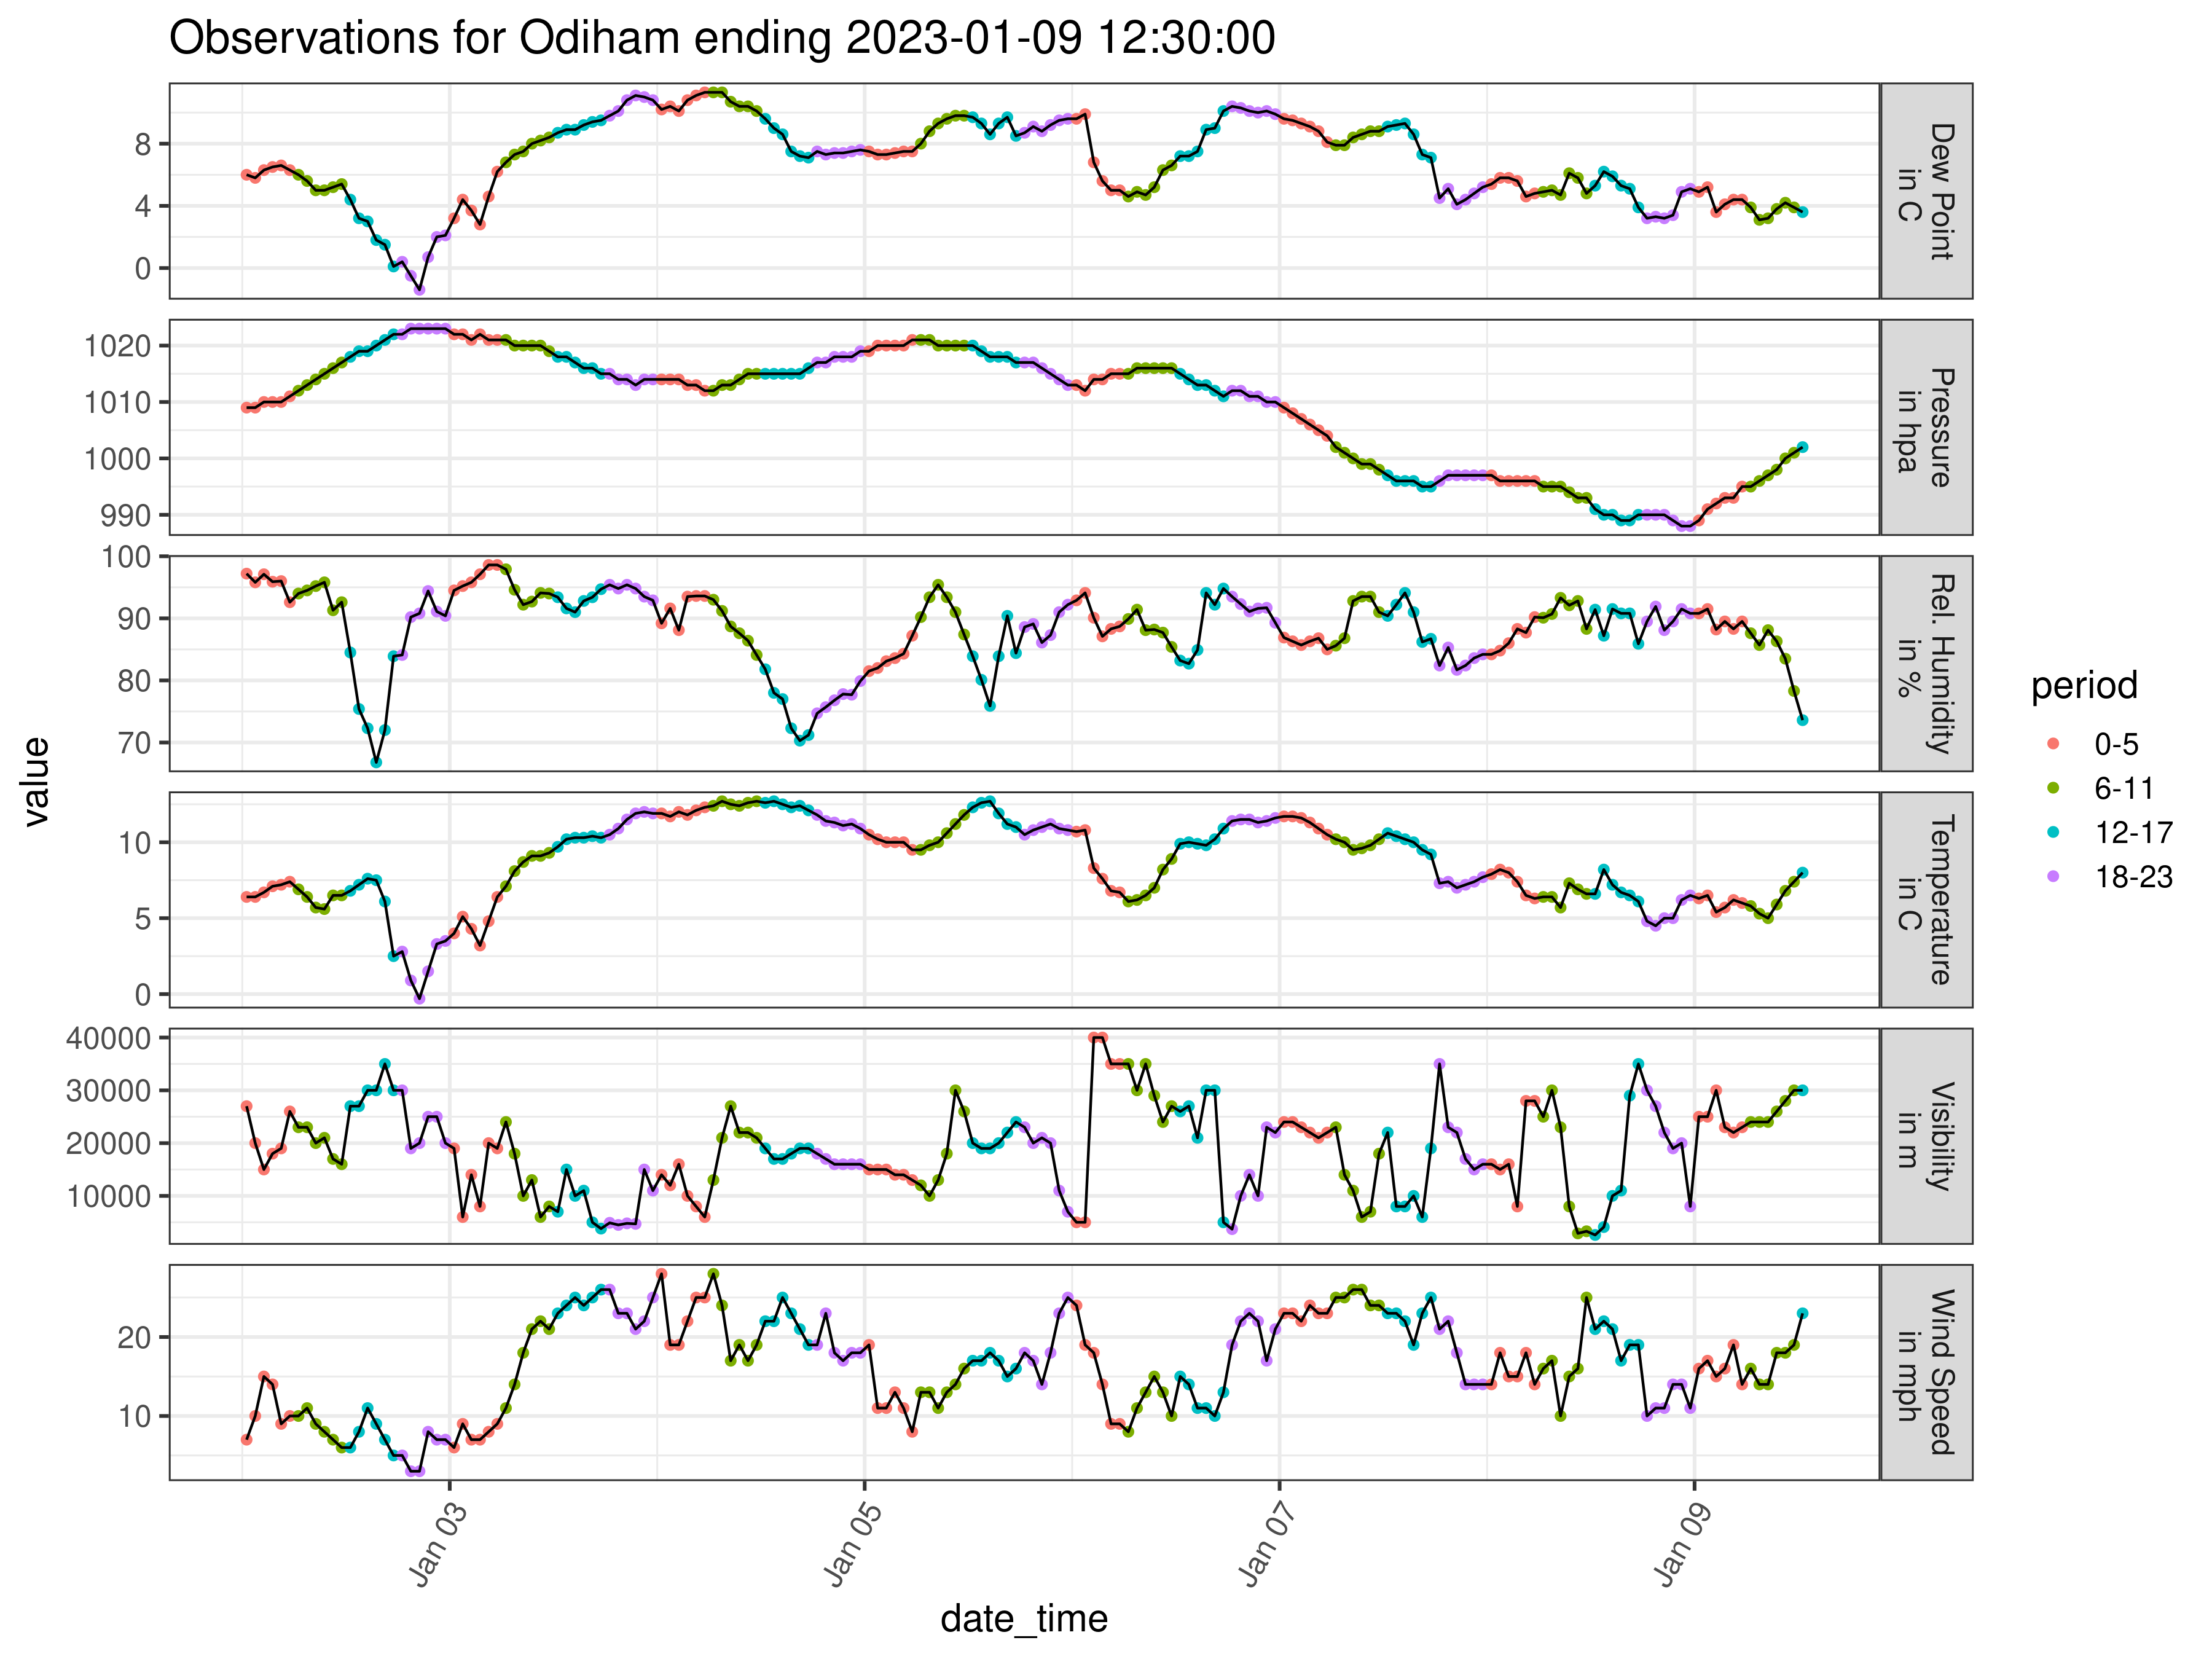 Observations for Odiham ending 2023-01-09 12:30:00
value
8
4
0
Dew Point
in C
1020
1010
1000
990
Pressure
in hpa
100
90
80
70
Rel. Humidity
in %
10
5
0
Temperature
in C
40000
30000
20000
10000
Visibility
in m
20
10
Wind Speed
in mph
Jan 03
Jan 05
Jan 07
Jan 09
date_time
period
0-5
6-11
12-17
18-23